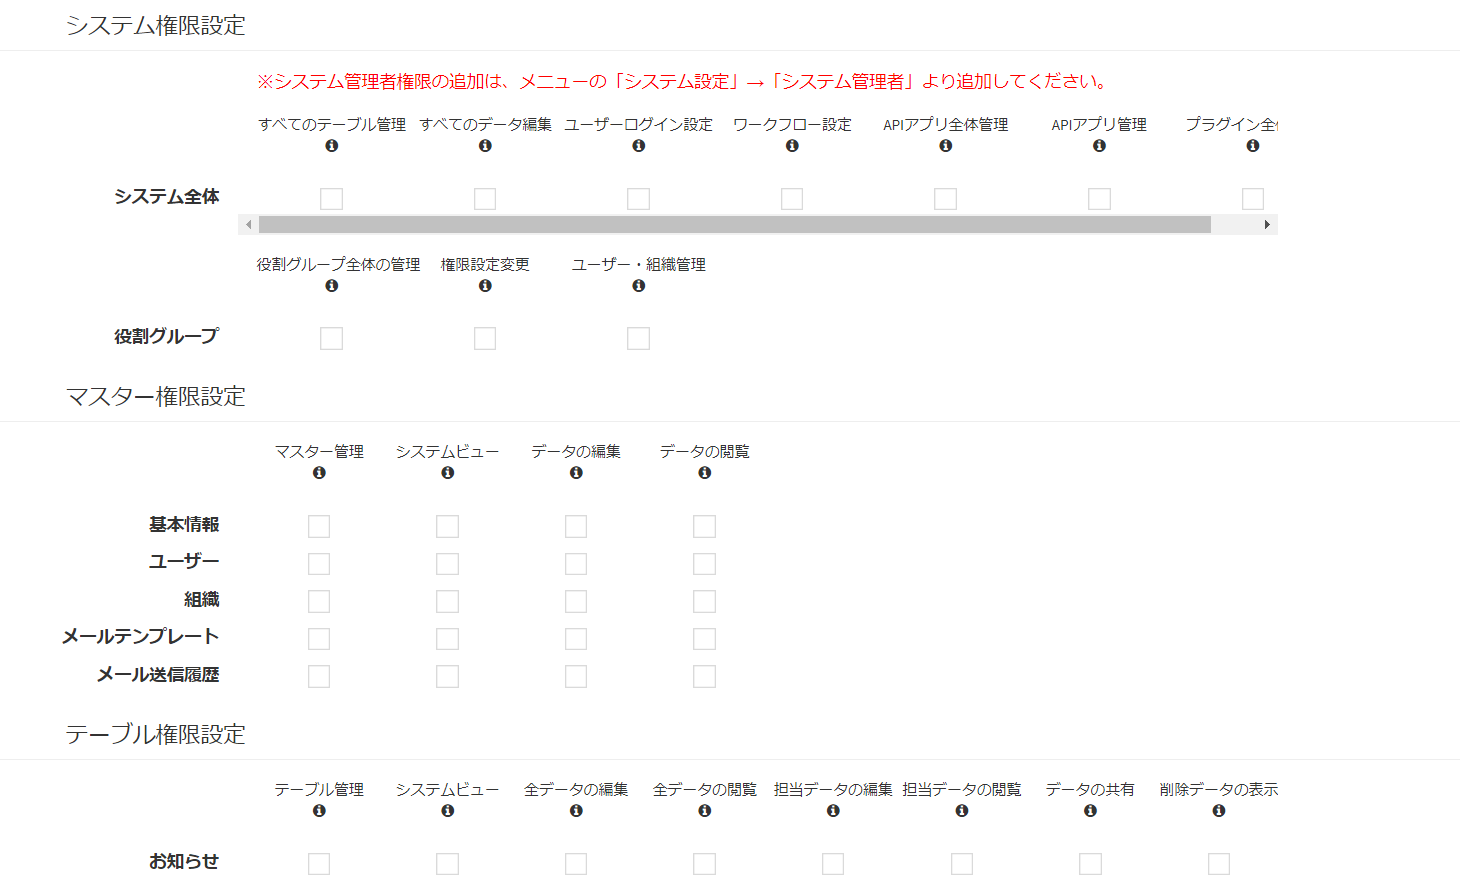 システム権限設定
※システム管理者権限の追加は、メニューの「システム設定」→「システム管理者」より追加してください。
すべてのテーブル管理 すべてのデータ編集 ユーザーログイン設定 ワークフロー設定 APIアプリ全体管理 APIアプリ管理 プラグイン全
システム全体
役割グループ全体の管理 権限設定変更 ユーザー・組織管理
役割グループ
マスター権限設定
マスター管理 システムビュー データの編集 データの閲覧
基本情報
ユーザー
組織
メールテンプレート
メール送信履歴
テーブル権限設定
テーブル管理 システムビュー 全データの編集 全データの閲覧 担当データの編集 担当データの閲覧 データの共有 削除データの表示
お知らせ